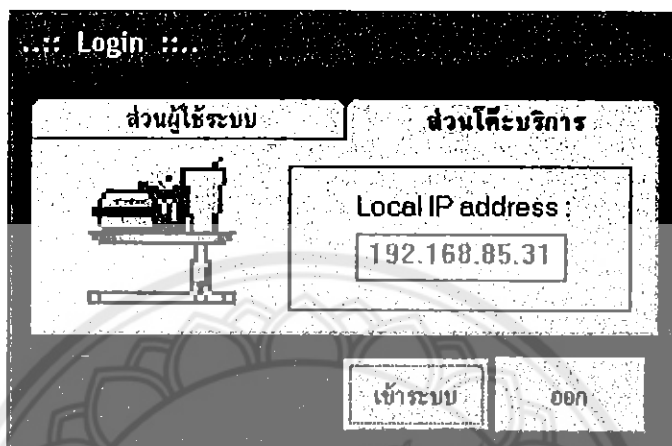 ..:: Login ::..
ส่วนผู้ใช้ระบบ
ส่วนโต๊ะบริการ
Local IP address :
192.168.85.31
เข้าระบบ
ออก